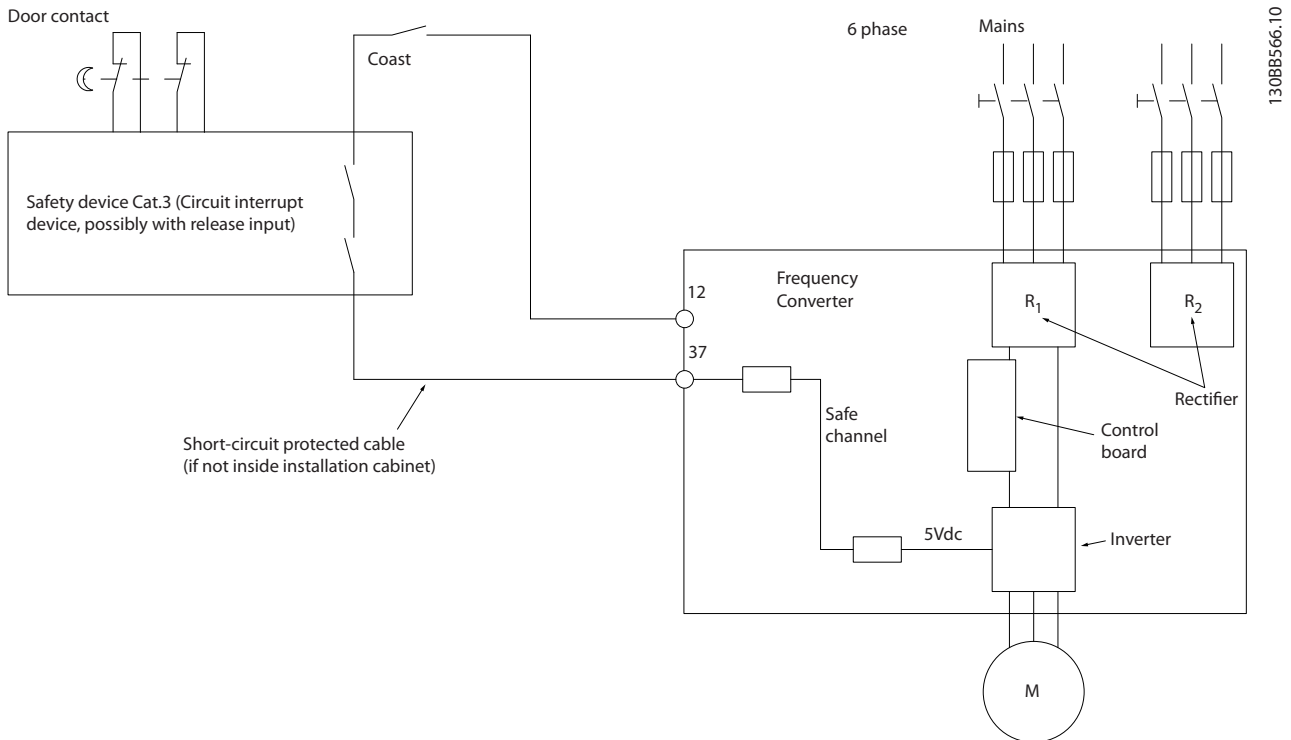 Door contact
Coast
6 phase
Mains
130BB566.10
Safety device Cat.3 (Circuit interrupt
device, possibly with release input)
Frequency
Converter
12
37
R1
R2
Rectifier
Safe
channel
Control
board
Short-circuit protected cable
(if not inside installation cabinet)
5Vdc
Inverter
M